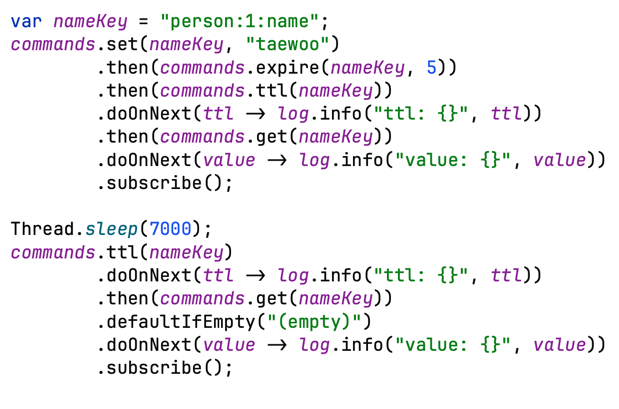 var nameKey = "person:1:name";
commands.set(nameKey, "taewoo")
        .then(commands.expire(nameKey, 5))
        .then(commands.ttl(nameKey))
        .doOnNext(ttl -> log.info("ttl: {}", ttl))
        .then(commands.get(nameKey))
        .doOnNext(value -> log.info("value: {}", value))
        .subscribe();

Thread.sleep(7000);
commands.ttl(nameKey)
        .doOnNext(ttl -> log.info("ttl: {}", ttl))
        .then(commands.get(nameKey))
        .defaultIfEmpty("(empty)")
        .doOnNext(value -> log.info("value: {}", value))
        .subscribe();